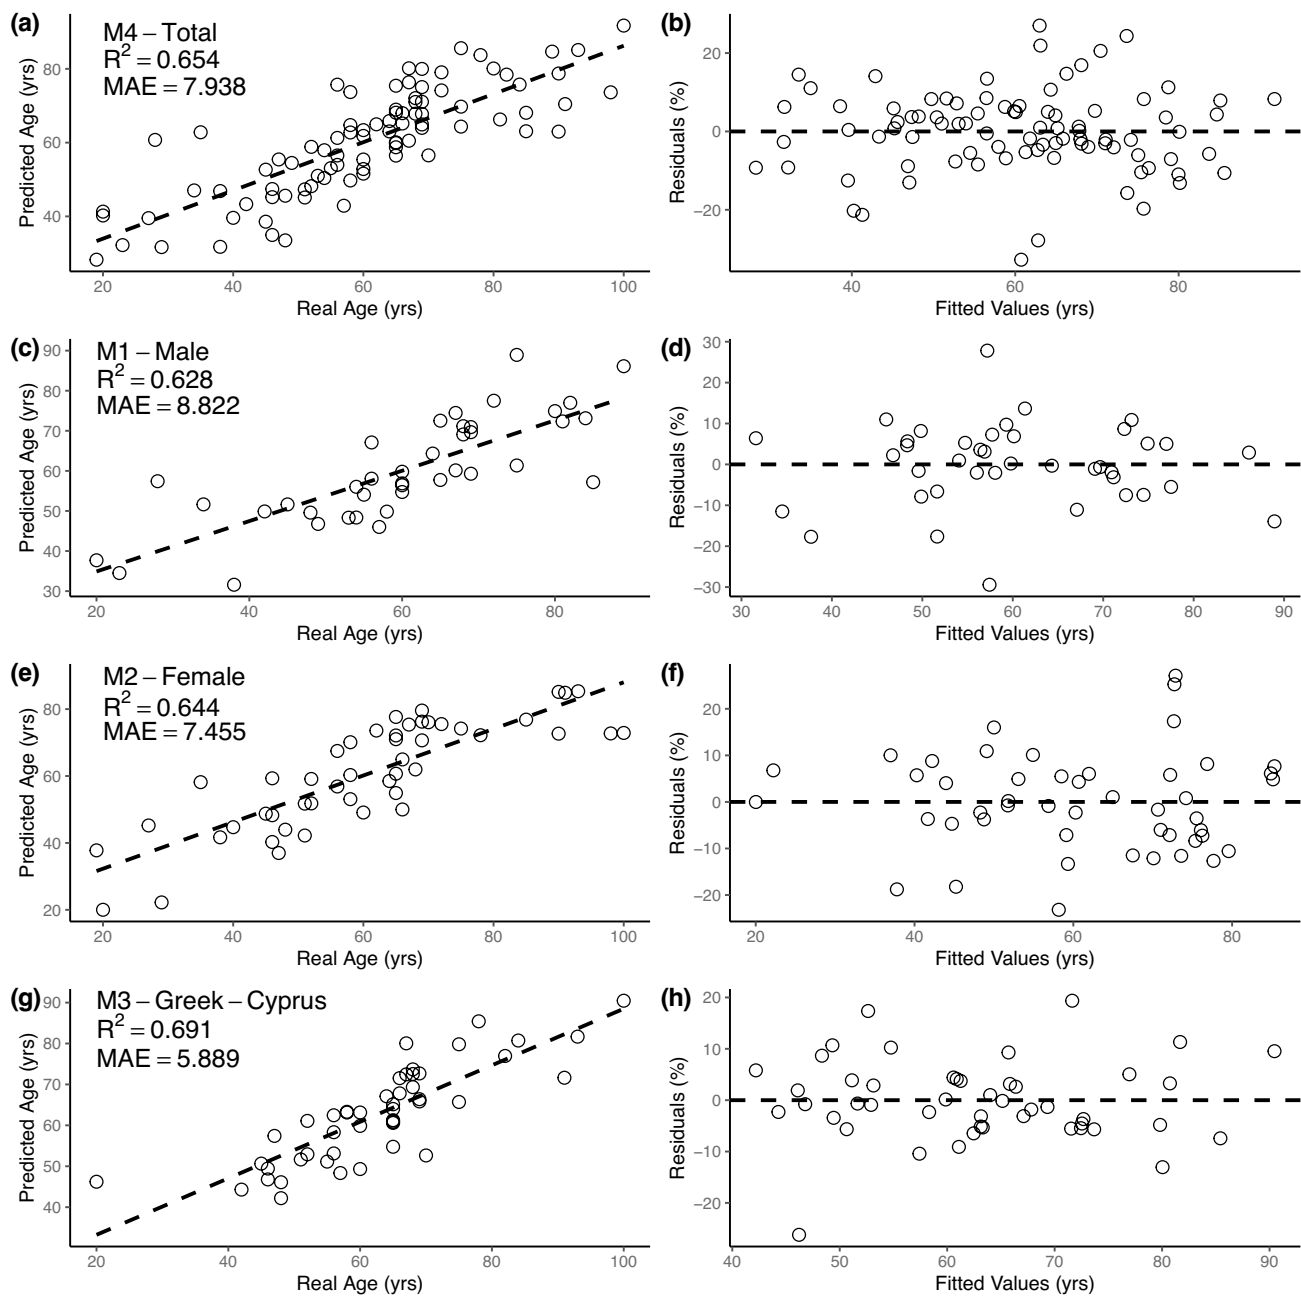 (a)
M4 – Total
R² = 0.654
MAE = 7.938
Predicted Age (yrs)
80
60
40
20 40 60 80 100
Real Age (yrs)
(b)
Residuals (%)
20
0
−20
40 60 80
Fitted Values (yrs)
(c)
M1 – Male
R² = 0.628
MAE = 8.822
Predicted Age (yrs)
90
80
70
60
50
40
30
20 40 60 80
Real Age (yrs)
(d)
Residuals (%)
30
20
10
0
−10
−20
−30
30 40 50 60 70 80 90
Fitted Values (yrs)
(e)
M2 – Female
R² = 0.644
MAE = 7.455
Predicted Age (yrs)
80
60
40
20
20 40 60 80 100
Real Age (yrs)
(f)
Residuals (%)
20
10
0
−10
−20
20 40 60 80
Fitted Values (yrs)
(g)
M3 – Greek – Cyprus
R² = 0.691
MAE = 5.889
Predicted Age (yrs)
90
80
70
60
50
40
20 40 60 80 100
Real Age (yrs)
(h)
Residuals (%)
20
10
0
−10
−20
40 50 60 70 80 90
Fitted Values (yrs)